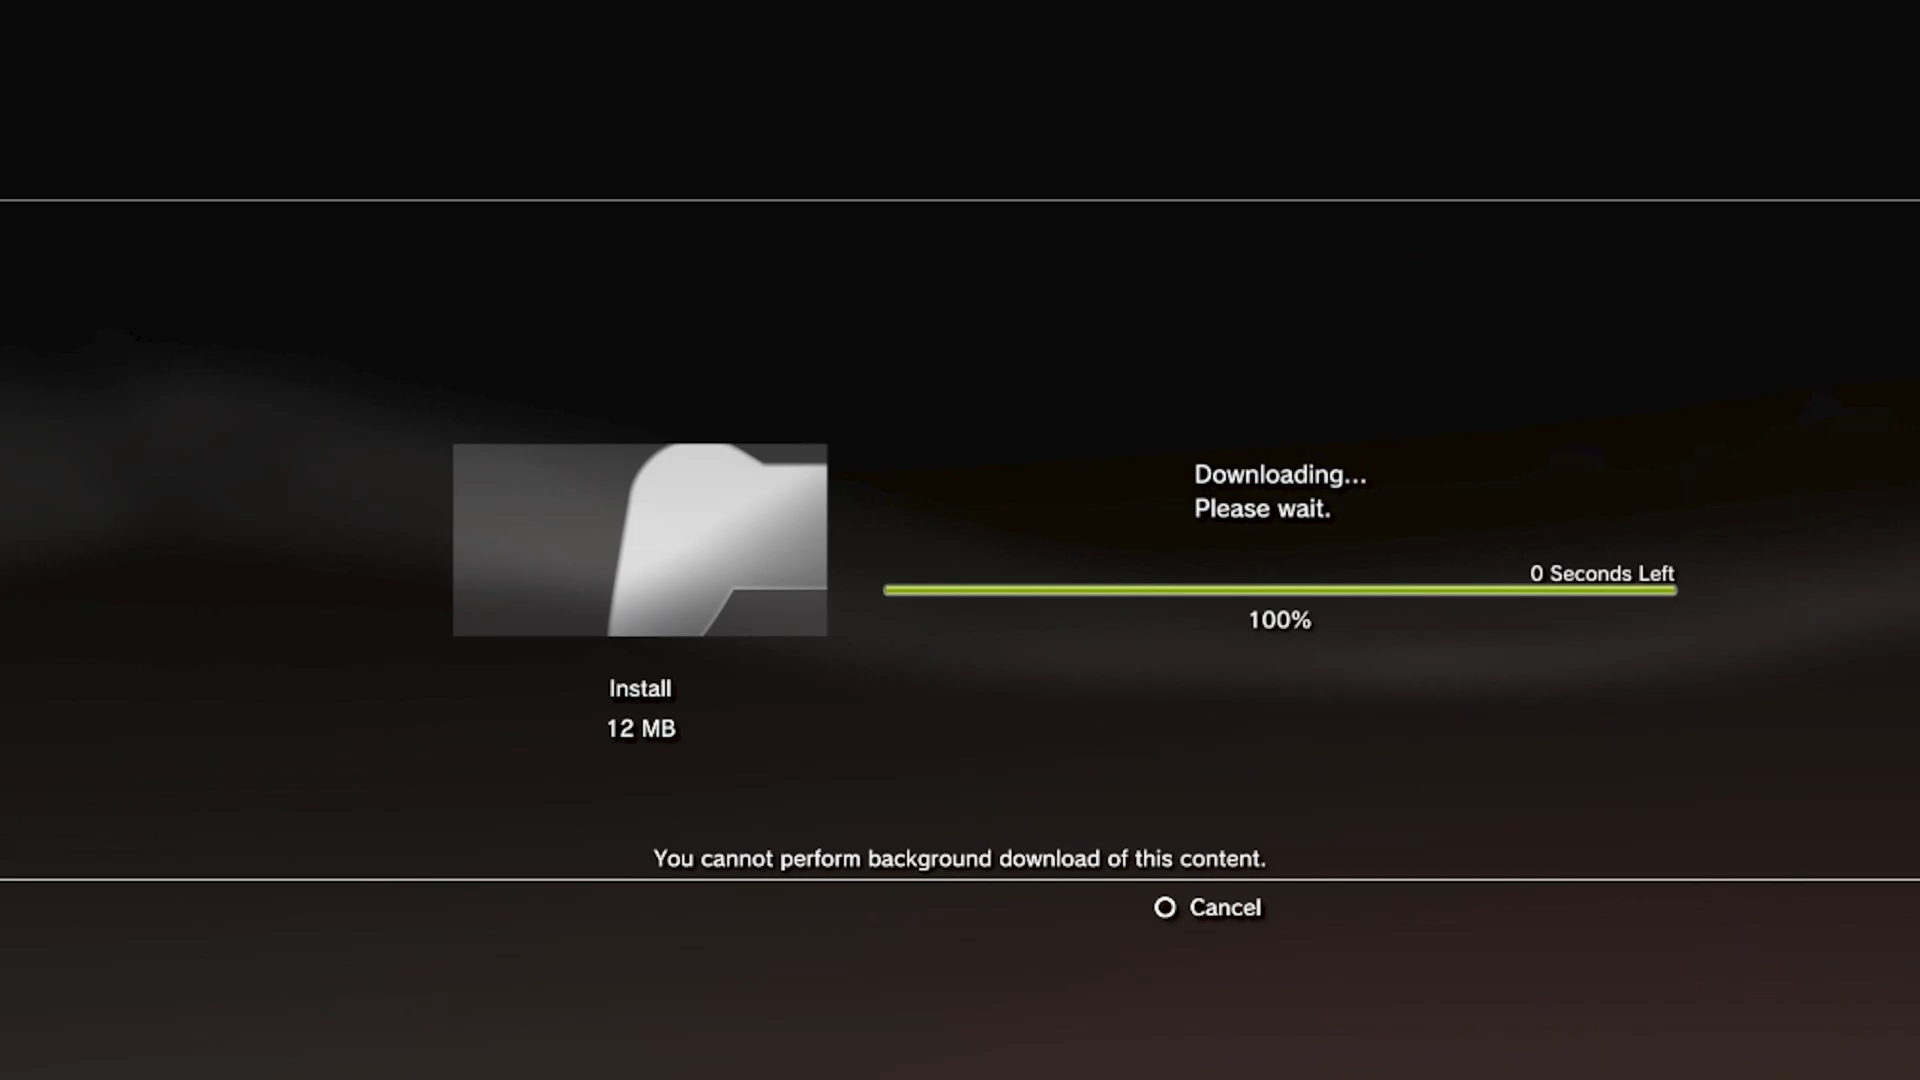 Downloading...
Please wait.
0 Seconds Left
100%
Install
12 MB
You cannot perform background download of this content.
Cancel